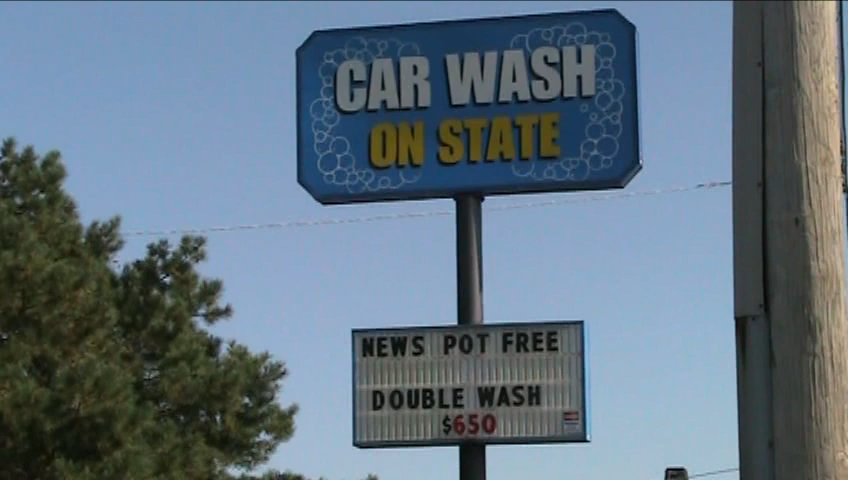 CAR WASH
ON STATE
NEWS POT FREE
DOUBLE WASH
$650